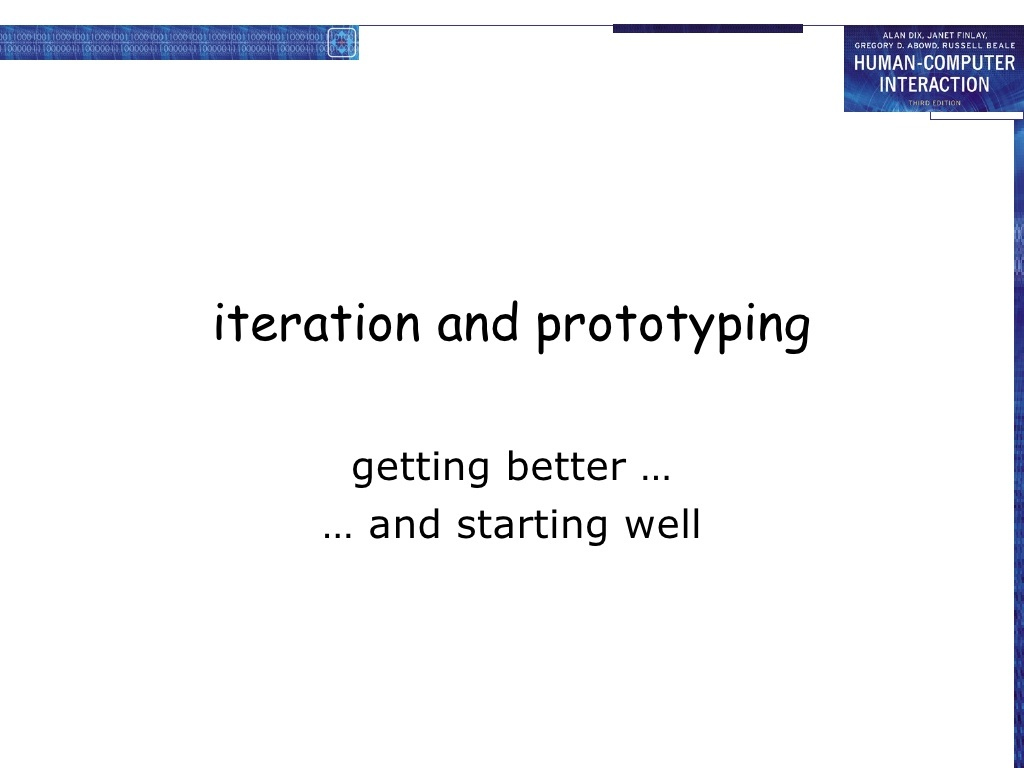 ALAN DIX, JANET FINLAY,
GREGORY D. ABOWD, RUSSELL BEALE
HUMAN-COMPUTER
INTERACTION
THIRD EDITION
iteration and prototyping
getting better …
… and starting well